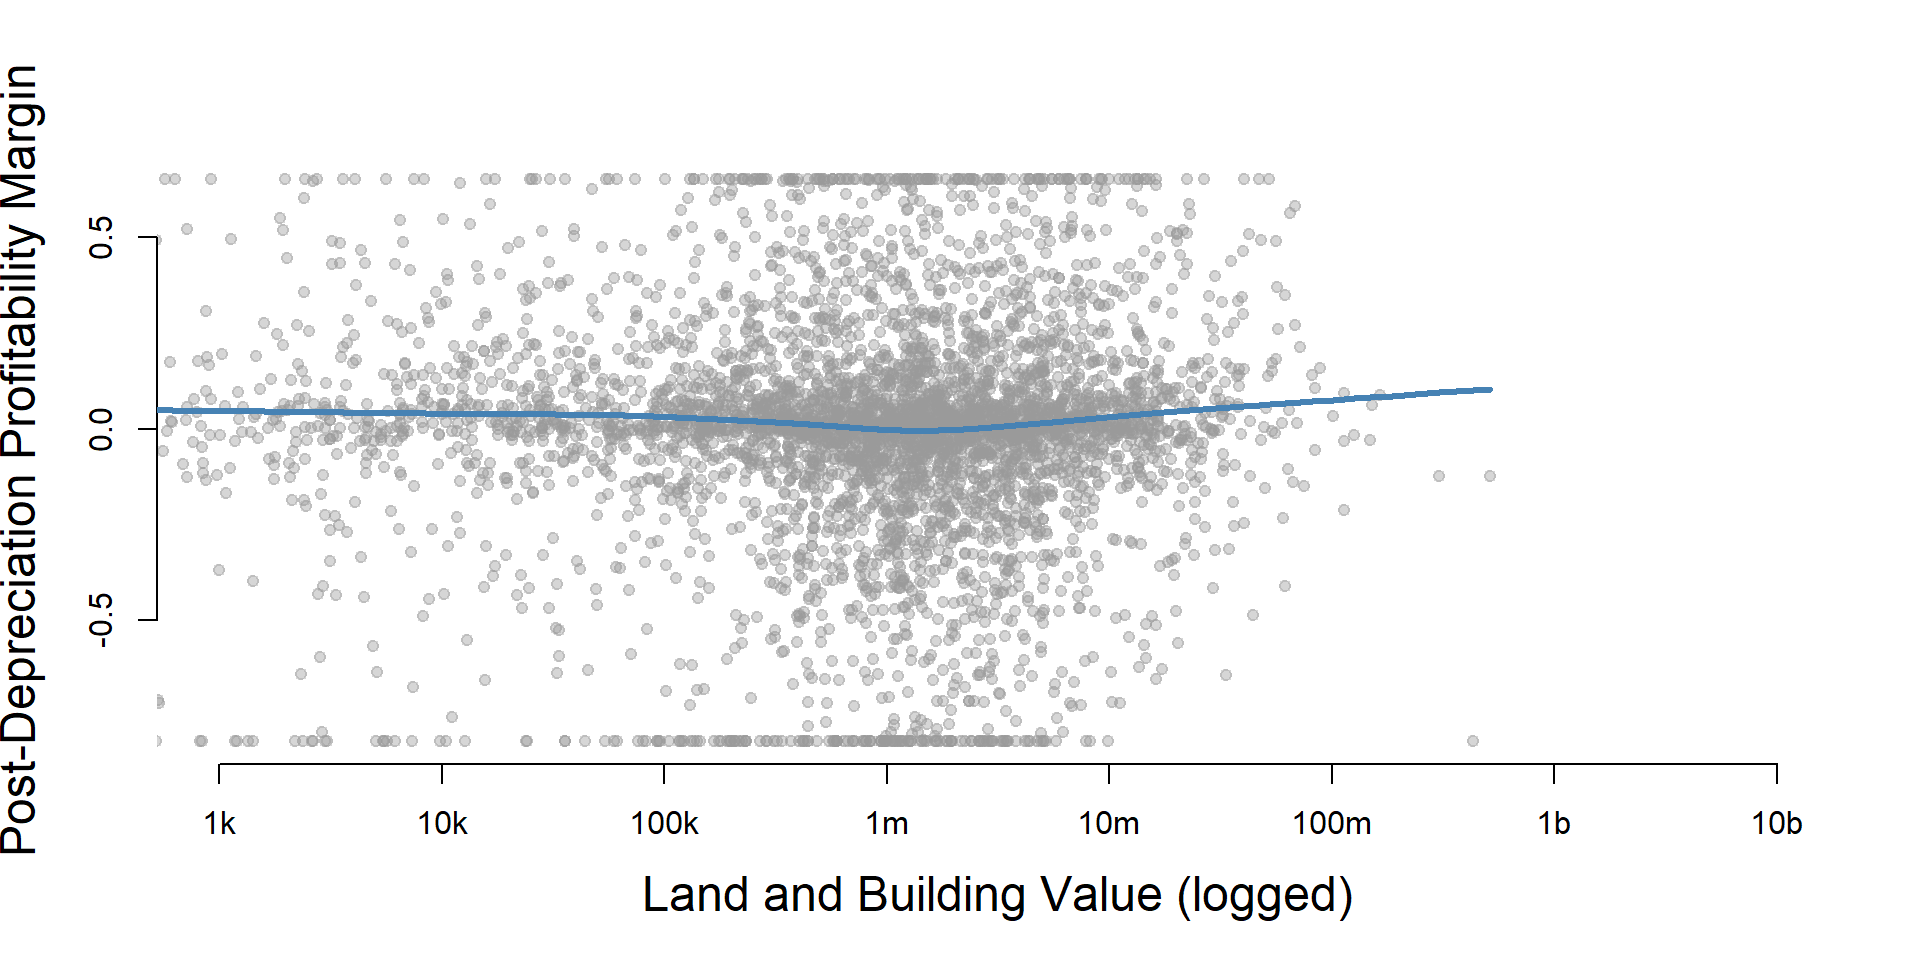 Post-Depreciation Profitability Margin
0.5
0.0
-0.5
1k 10k 100k 1m 10m 100m 1b 10b
Land and Building Value (logged)